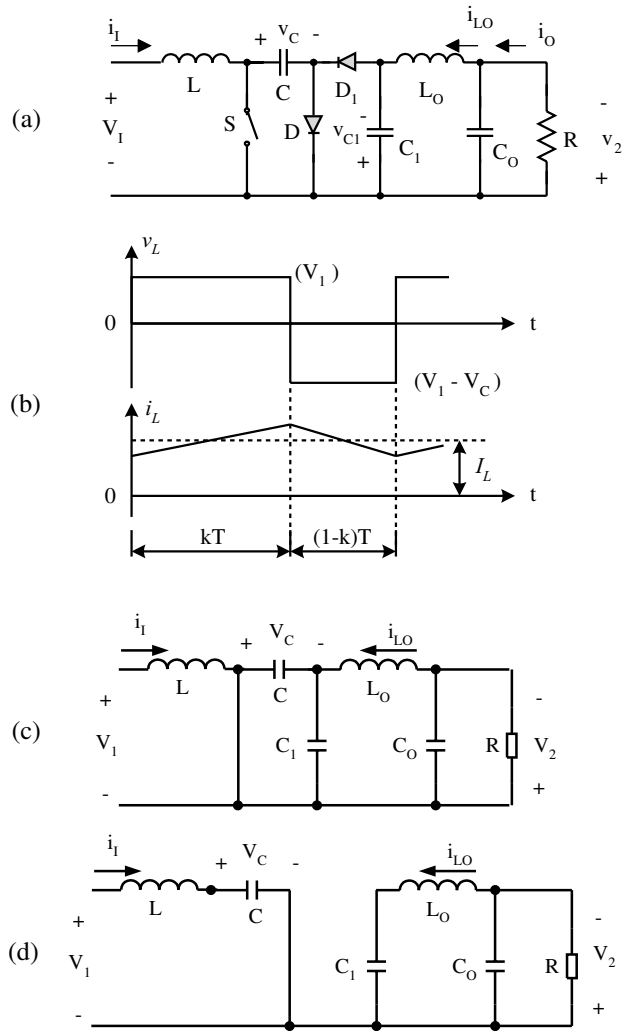 (a)
i_I
v_C
i_LO
i_O
+
-
L
C
D_1
L_O
+
V_I
-
S
D
-
v_C1
+
C_1
C_O
R
-
v_2
+
(b)
v_L
(V_1)
0
t
(V_1 - V_C)
i_L
I_L
0
t
kT
(1-k)T
(c)
i_I
+
V_C
-
i_LO
L
C
L_O
+
V_1
-
C_1
C_O
R
-
V_2
+
(d)
i_I
+
V_C
-
i_LO
L
C
L_O
+
V_1
-
C_1
C_O
R
-
V_2
+